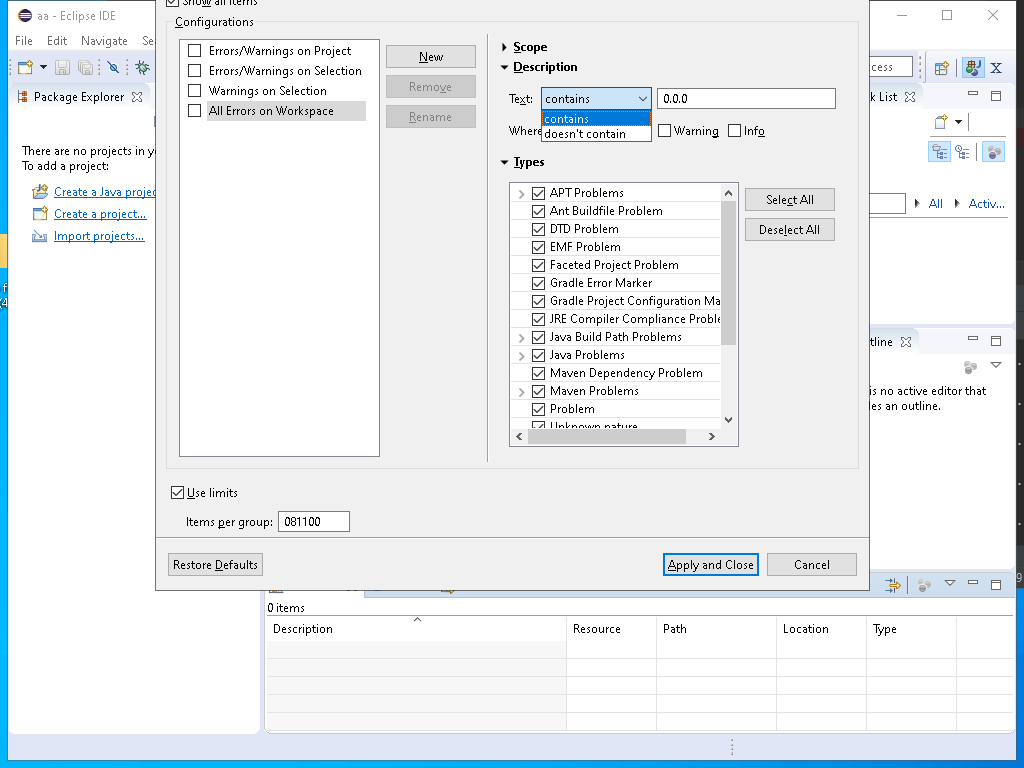 aa - Eclipse IDE
Show all items
File Edit Navigate Se
Configurations
Errors/Warnings on Project
Errors/Warnings on Selection
Warnings on Selection
All Errors on Workspace
New
Remove
Rename
Scope
Description
Text: contains 0.0.0
contains
doesn't contain
Where
Warning
Info
Types
APT Problems
Ant Buildfile Problem
DTD Problem
EMF Problem
Faceted Project Problem
Gradle Error Marker
Gradle Project Configuration Ma
JRE Compiler Compliance Proble
Java Build Path Problems
Java Problems
Maven Dependency Problem
Maven Problems
Problem
Unknown nature
Select All
Deselect All
Use limits
Items per group: 081100
Restore Defaults
Apply and Close
Cancel
Package Explorer
There are no projects in y
To add a project:
Create a Java projec
Create a project...
Import projects...
cess
k List
All
Activ...
tline
is no active editor that
des an outline.
0 items
Description Resource Path Location Type